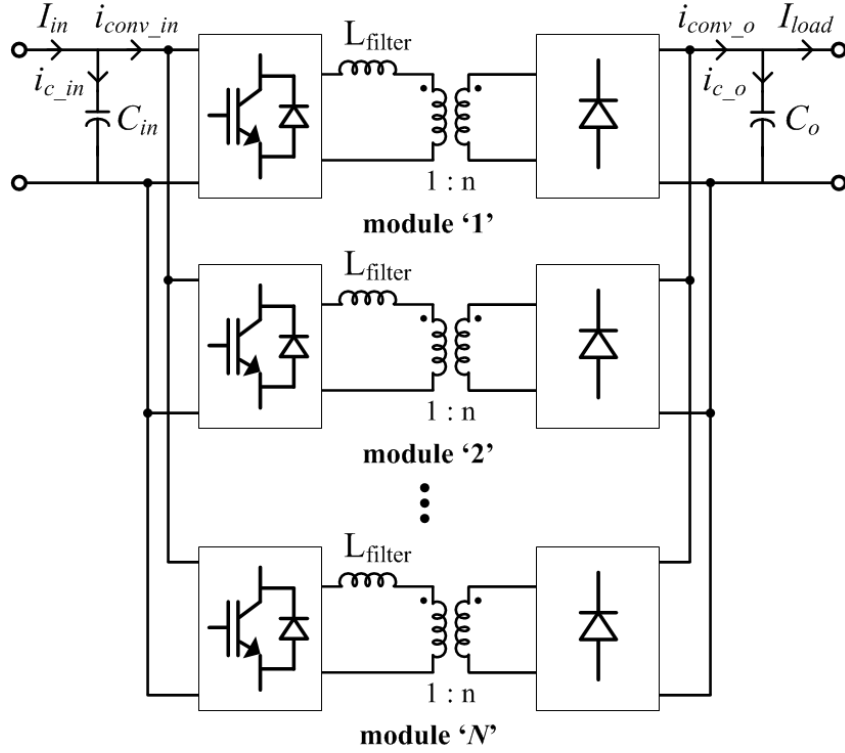 I_in i_conv_in L_filter i_conv_o I_load
i_c_in C_in i_c_o C_o
1 : n
module ‘1’
L_filter
1 : n
module ‘2’
L_filter
1 : n
module ‘N’